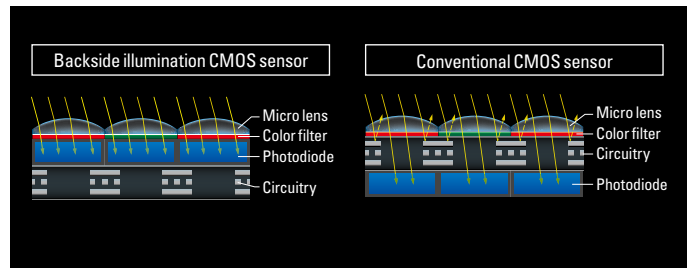 Backside illumination CMOS sensor
Micro lens
Color filter
Photodiode
Circuitry
Conventional CMOS sensor
Micro lens
Color filter
Circuitry
Photodiode